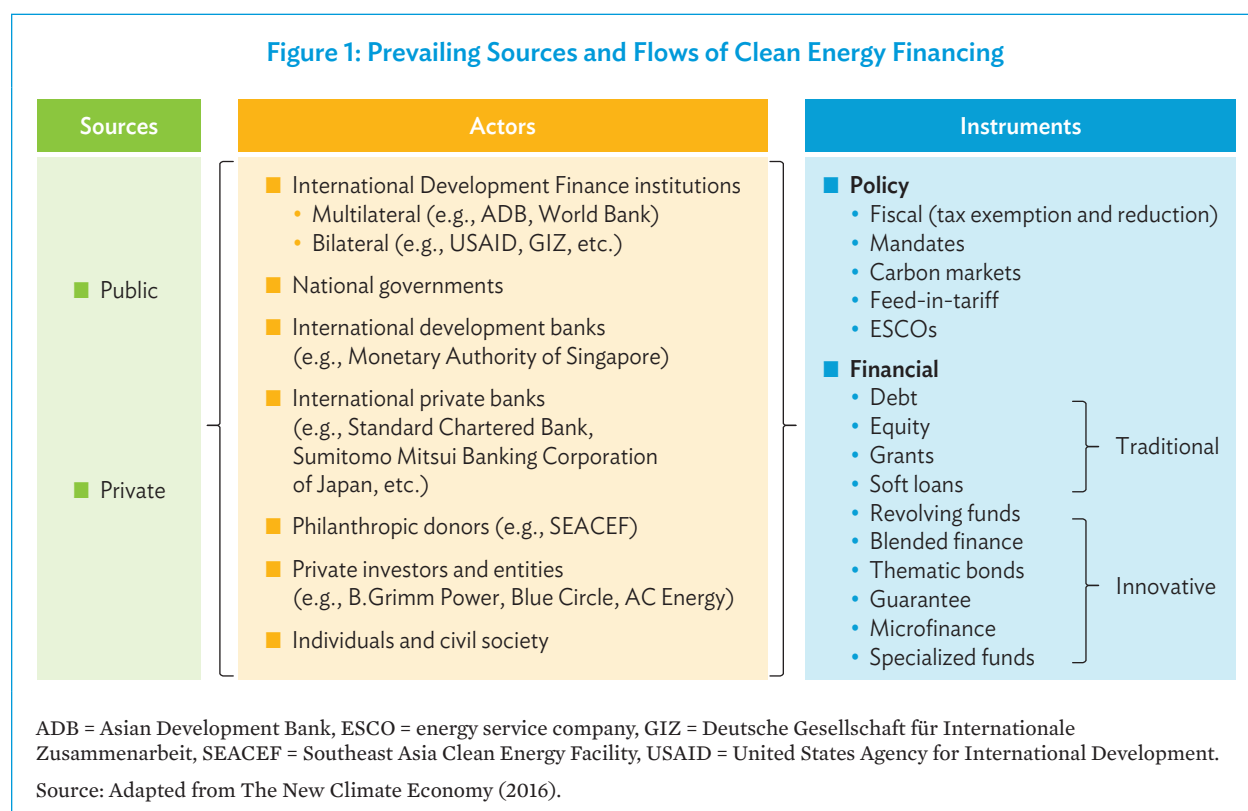 Figure 1: Prevailing Sources and Flows of Clean Energy Financing
Sources
Public
Private
Actors
International Development Finance institutions
• Multilateral (e.g., ADB, World Bank)
• Bilateral (e.g., USAID, GIZ, etc.)
National governments
International development banks
(e.g., Monetary Authority of Singapore)
International private banks
(e.g., Standard Chartered Bank,
Sumitomo Mitsui Banking Corporation
of Japan, etc.)
Philanthropic donors (e.g., SEACEF)
Private investors and entities
(e.g., B.Grimm Power, Blue Circle, AC Energy)
Individuals and civil society
Instruments
Policy
• Fiscal (tax exemption and reduction)
• Mandates
• Carbon markets
• Feed-in-tariff
• ESCOs
Financial
• Debt
• Equity
• Grants
• Soft loans
Traditional
• Revolving funds
• Blended finance
• Thematic bonds
• Guarantee
• Microfinance
• Specialized funds
Innovative
ADB = Asian Development Bank, ESCO = energy service company, GIZ = Deutsche Gesellschaft für Internationale
Zusammenarbeit, SEACEF = Southeast Asia Clean Energy Facility, USAID = United States Agency for International Development.
Source: Adapted from The New Climate Economy (2016).